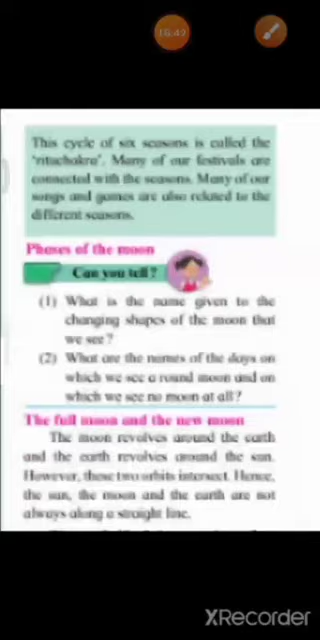 16:49
This cycle of six seasons is called the
'rituchakra'. Many of our festivals are
connected with the seasons. Many of our
songs and games are also related to the
different seasons.
Phases of the moon
Can you tell?
(1) What is the name given to the
changing shapes of the moon that
we see?
(2) What are the names of the days on
which we see a round moon and on
which we see no moon at all?
The full moon and the new moon
The moon revolves around the earth
and the earth revolves around the sun.
However, these two orbits intersect. Hence,
the sun, the moon and the earth are not
always along a straight line.
XRecorder